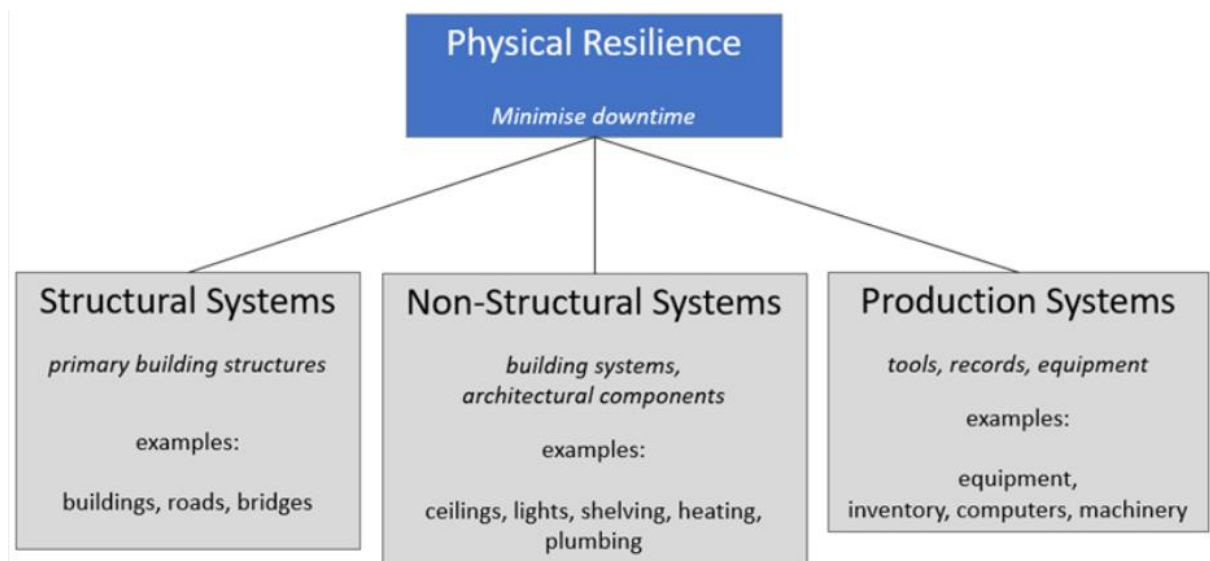 Physical Resilience
Minimise downtime
Structural Systems
primary building structures
examples:
buildings, roads, bridges
Non-Structural Systems
building systems,
architectural components
examples:
ceilings, lights, shelving, heating,
plumbing
Production Systems
tools, records, equipment
examples:
equipment,
inventory, computers, machinery